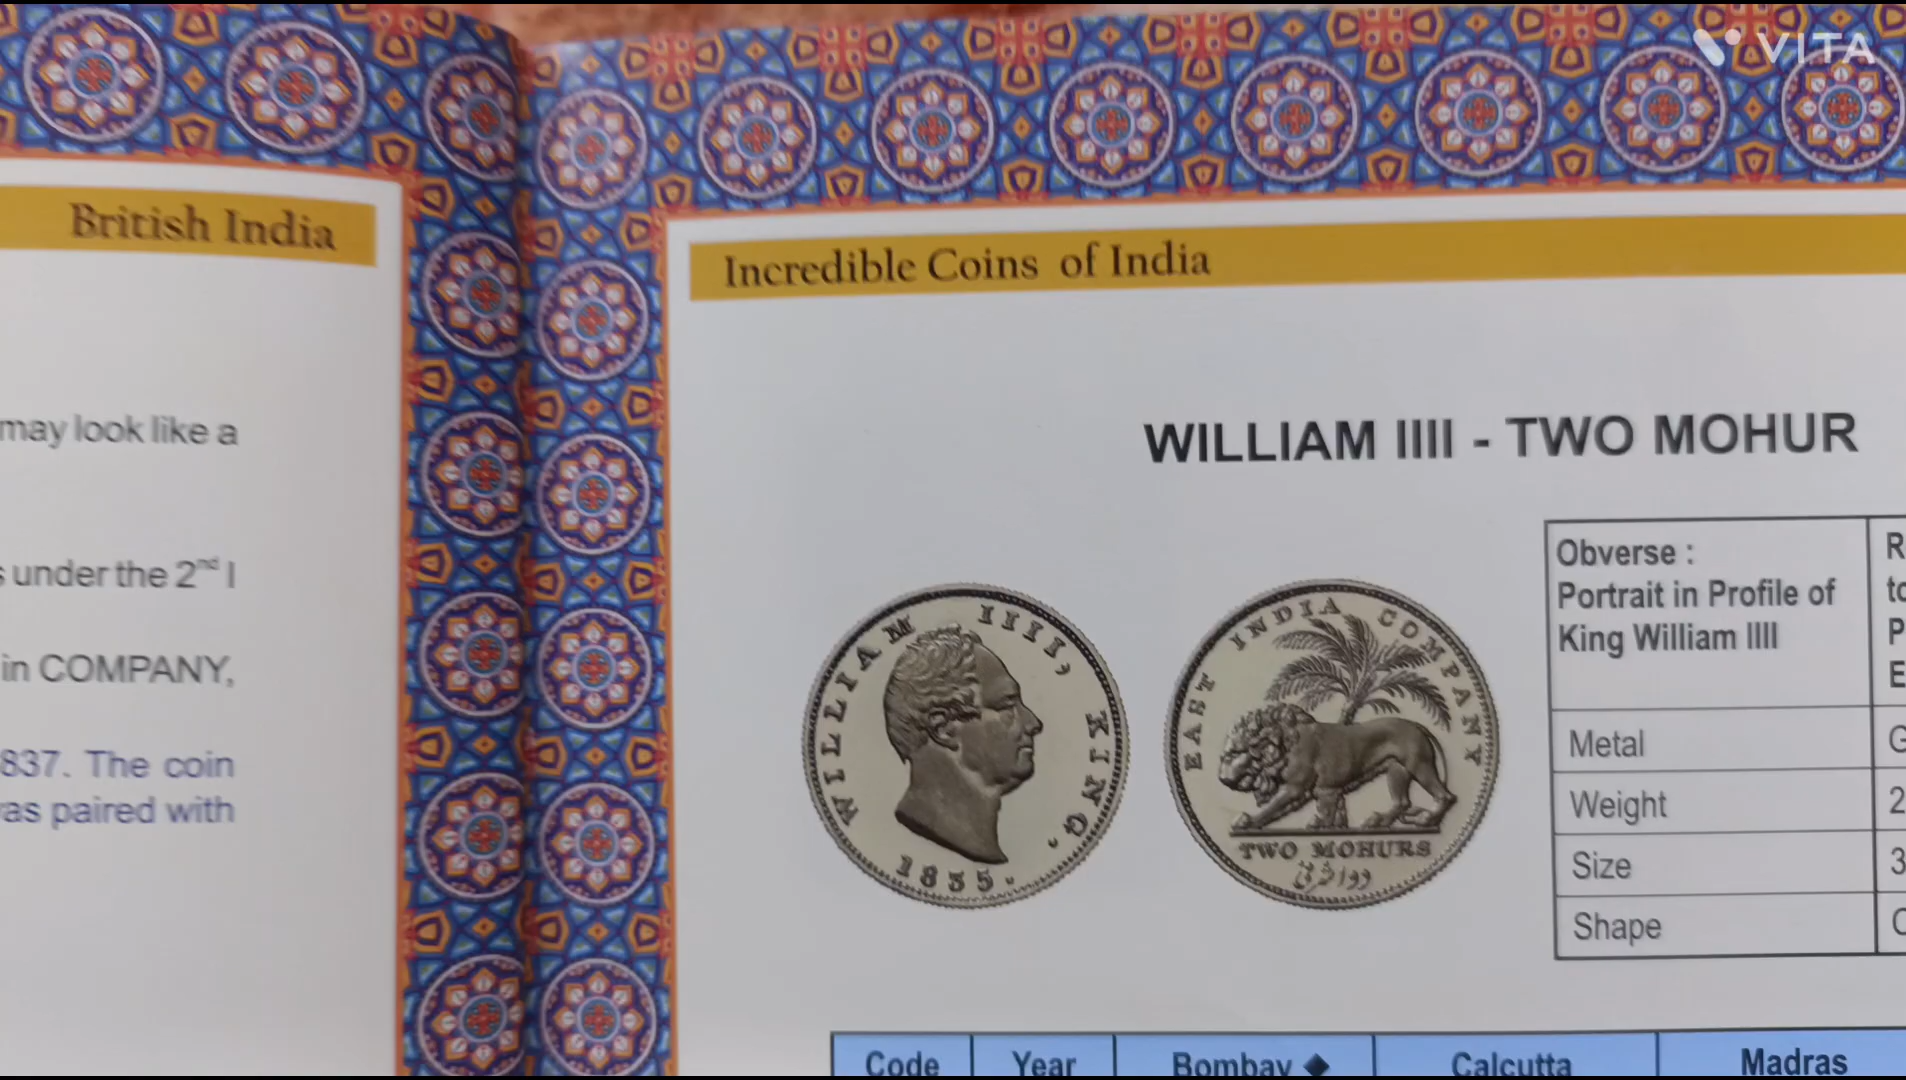 VITA
British India
may look like a
under the 2nd I
in COMPANY,
837. The coin
as paired with
Incredible Coins of India
WILLIAM IIII - TWO MOHUR
WILLIAM IIII, KING.
1835.
EAST INDIA COMPANY
TWO MOHURS
Obverse :
Portrait in Profile of
King William IIII
Metal
Weight
Size
Shape
Code Year Bombay ◆ Calcutta Madras